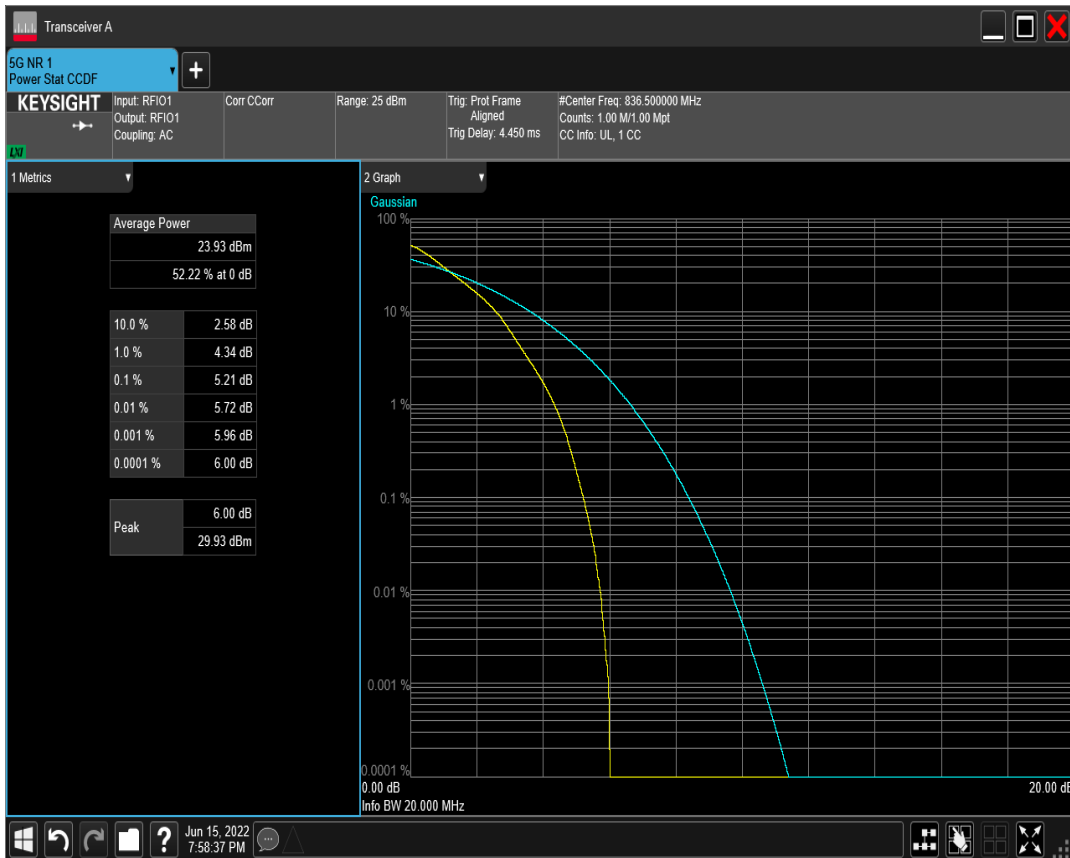 Transceiver A
5G NR 1
Power Stat CCDF
+
KEYSIGHT
LXI
Input: RFIO1
Output: RFIO1
Coupling: AC
Corr CCorr
Range: 25 dBm
Trig: Prot Frame
Aligned
Trig Delay: 4.450 ms
#Center Freq: 836.500000 MHz
Counts: 1.00 M/1.00 Mpt
CC Info: UL, 1 CC
1 Metrics
Average Power
23.93 dBm
52.22 % at 0 dB
10.0 % 2.58 dB
1.0 % 4.34 dB
0.1 % 5.21 dB
0.01 % 5.72 dB
0.001 % 5.96 dB
0.0001 % 6.00 dB
Peak
6.00 dB
29.93 dBm
2 Graph
Gaussian
100 %
10 %
1 %
0.1 %
0.01 %
0.001 %
0.0001 %
0.00 dB 20.00 dB
Info BW 20.000 MHz
?
Jun 15, 2022
7:58:37 PM